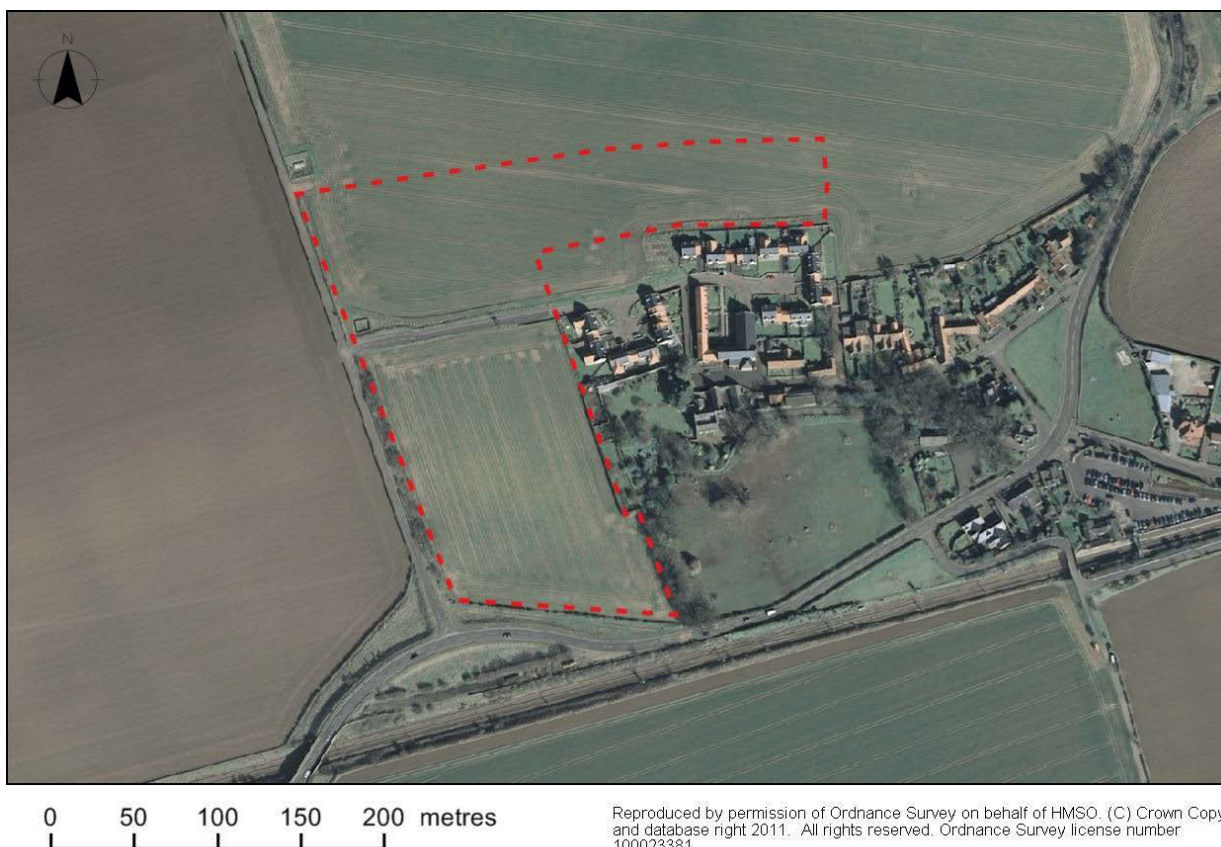 N
0 50 100 150 200 metres
Reproduced by permission of Ordnance Survey on behalf of HMSO. (C) Crown Copy
and database right 2011. All rights reserved. Ordnance Survey license number
100023381